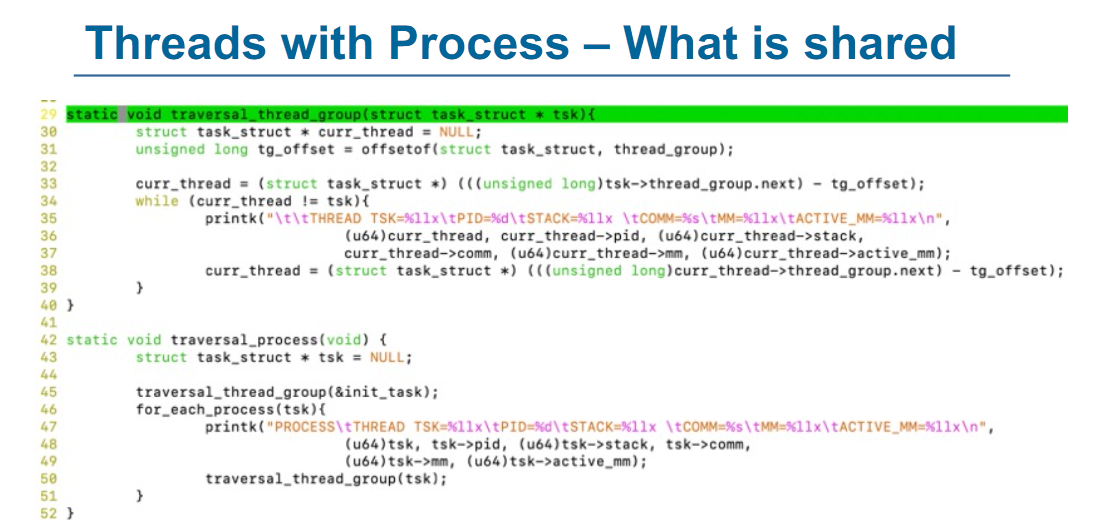 Threads with Process – What is shared
29 static void traversal_thread_group(struct task_struct * tsk){
30 struct task_struct * curr_thread = NULL;
31 unsigned long tg_offset = offsetof(struct task_struct, thread_group);
32
33 curr_thread = (struct task_struct *) (((unsigned long)tsk->thread_group.next) - tg_offset);
34 while (curr_thread != tsk){
35 printk("\t\tTHREAD TSK=%llx\tPID=%d\tSTACK=%llx \tCOMM=%s\tMM=%llx\tACTIVE_MM=%llx\n",
36 (u64)curr_thread, curr_thread->pid, (u64)curr_thread->stack,
37 curr_thread->comm, (u64)curr_thread->mm, (u64)curr_thread->active_mm);
38 curr_thread = (struct task_struct *) (((unsigned long)curr_thread->thread_group.next) - tg_offset);
39 }
40 }
41
42 static void traversal_process(void) {
43 struct task_struct * tsk = NULL;
44
45 traversal_thread_group(&init_task);
46 for_each_process(tsk){
47 printk("PROCESS\tTHREAD TSK=%llx\tPID=%d\tSTACK=%llx \tCOMM=%s\tMM=%llx\tACTIVE_MM=%llx\n",
48 (u64)tsk, tsk->pid, (u64)tsk->stack, tsk->comm,
49 (u64)tsk->mm, (u64)tsk->active_mm);
50 traversal_thread_group(tsk);
51 }
52 }